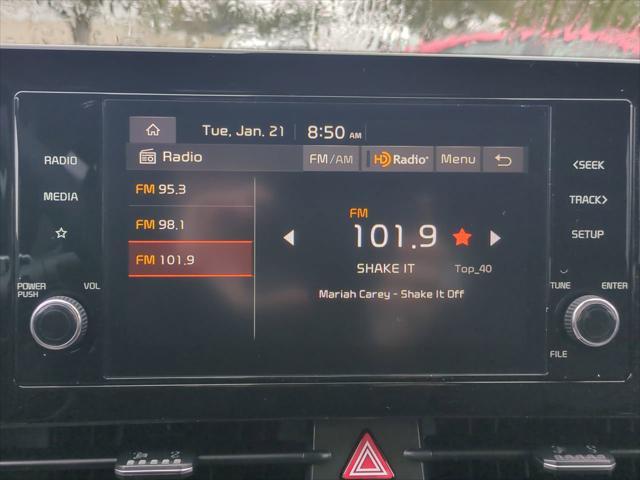 Tue, Jan. 21 8:50 AM
Radio FM/AM HD Radio Menu
FM 95.3
FM 98.1
FM 101.9
FM
101.9
SHAKE IT Top_40
Mariah Carey - Shake It Off
RADIO
MEDIA
POWER PUSH VOL
<SEEK
TRACK>
SETUP
TUNE ENTER
FILE